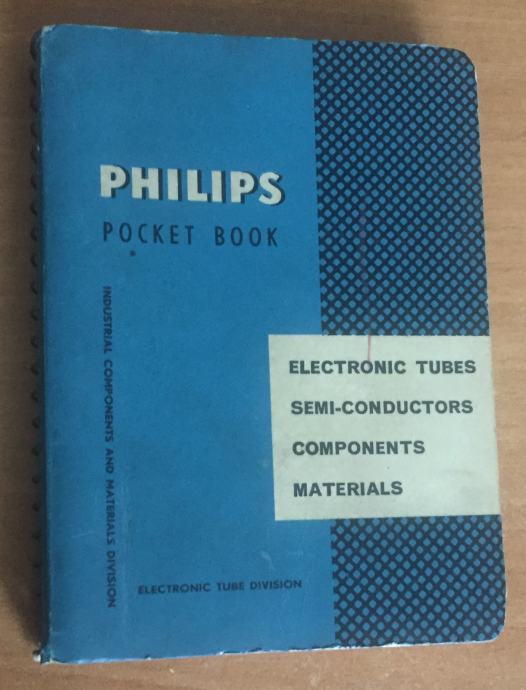 PHILIPS
POCKET BOOK
INDUSTRIAL COMPONENTS AND MATERIALS DIVISION
ELECTRONIC TUBES
SEMI-CONDUCTORS
COMPONENTS
MATERIALS
ELECTRONIC TUBE DIVISION